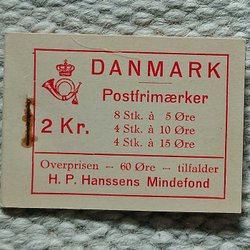 DANMARK
Postfrimærker
2 Kr.
8 Stk. à 5 Øre
4 Stk. à 10 Øre
4 Stk. à 15 Øre
Overprisen — 60 Øre — tilfalder
H. P. Hanssens Mindefond